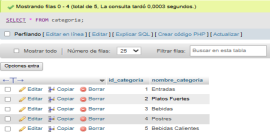 Mostrando filas 0 - 4 (total de 5, La consulta tardó 0,0003 segundos.)
SELECT * FROM categoria;
Perfilando [ Editar en línea ] [ Editar ] [ Explicar SQL ] [ Crear código PHP ] [ Actualizar ]
Mostrar todo | Número de filas: 25 Filtrar filas: Buscar en esta tabla
Opciones extra
←T→ id_categoria nombre_categoria
Editar Copiar Borrar 1 Entradas
Editar Copiar Borrar 2 Platos Fuertes
Editar Copiar Borrar 3 Bebidas
Editar Copiar Borrar 4 Postres
Editar Copiar Borrar 5 Bebidas Calientes